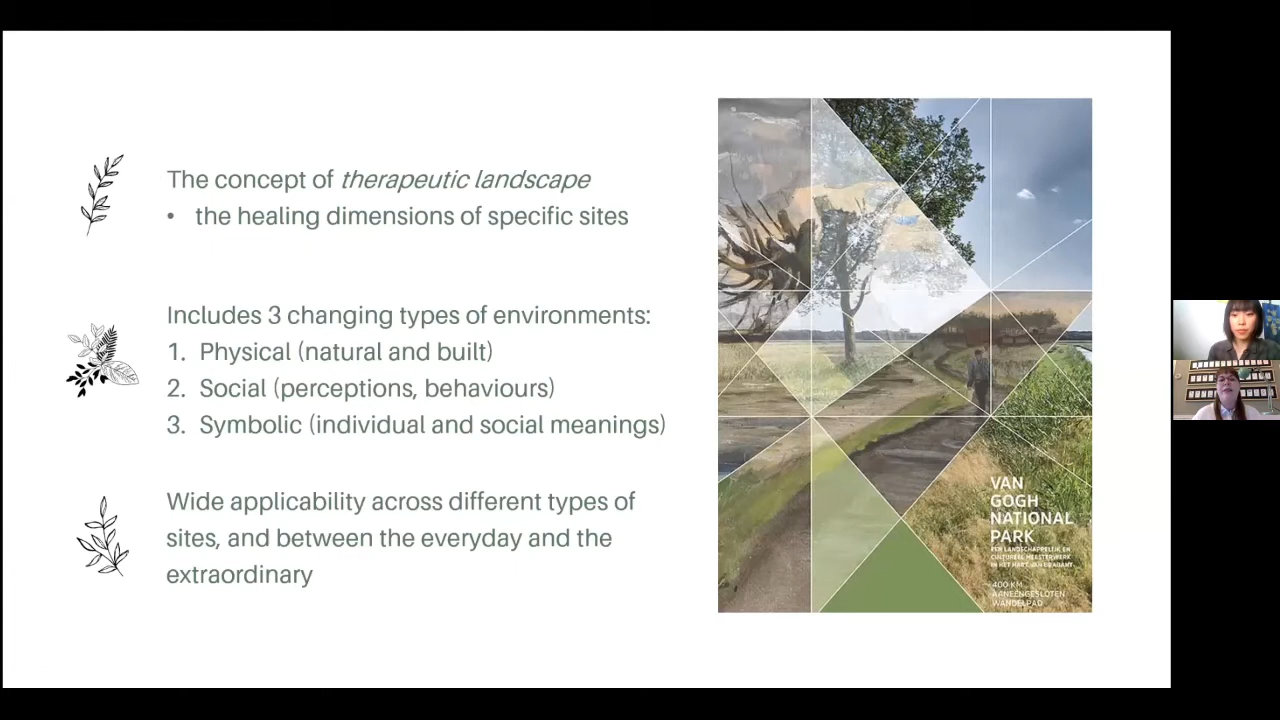 The concept of therapeutic landscape
• the healing dimensions of specific sites
Includes 3 changing types of environments:
1. Physical (natural and built)
2. Social (perceptions, behaviours)
3. Symbolic (individual and social meanings)
Wide applicability across different types of
sites, and between the everyday and the
extraordinary
VAN
GOGH
NATIONAL
PARK
EEN LANDSCHAPPELIJK EN
CULTUREEL MEESTERWERK
IN HET HART VAN BRABANT
400 KM
AANEENGESLOTEN
WANDELPAD